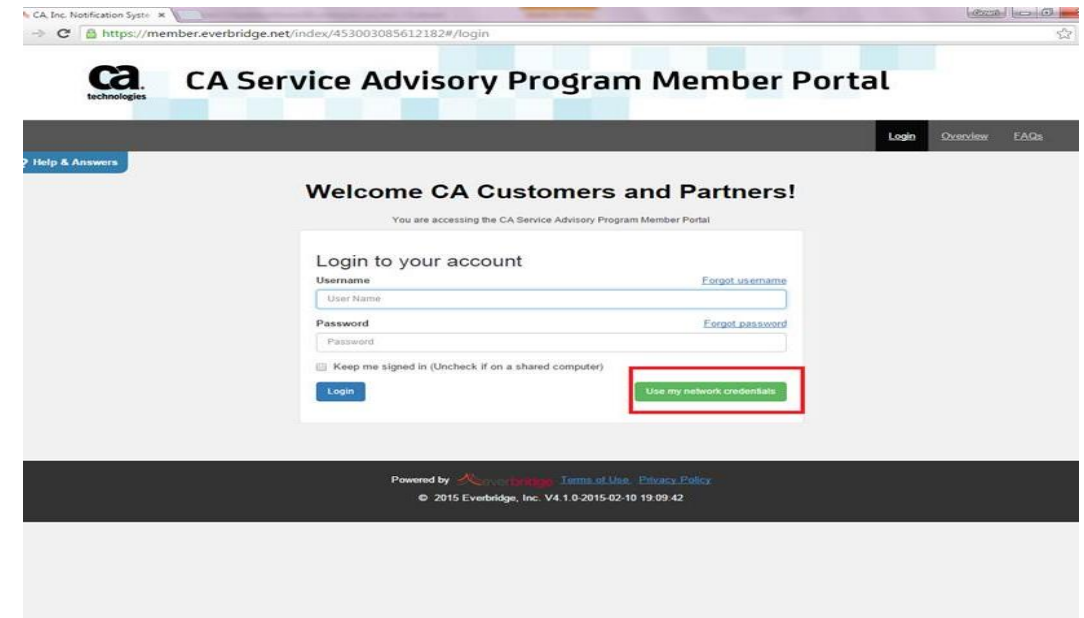 CA, Inc. Notification Syste
https://member.everbridge.net/index/453003085612182#/login
ca.
technologies
CA Service Advisory Program Member Portal
Login Overview FAQs
Help & Answers
Welcome CA Customers and Partners!
You are accessing the CA Service Advisory Program Member Portal
Login to your account
Username Forgot username
User Name
Password Forgot password
Password
Keep me signed in (Uncheck if on a shared computer)
Login Use my network credentials
Powered by everbridge Terms of Use Privacy Policy
© 2015 Everbridge, Inc. V4.1.0-2015-02-10 19:09:42